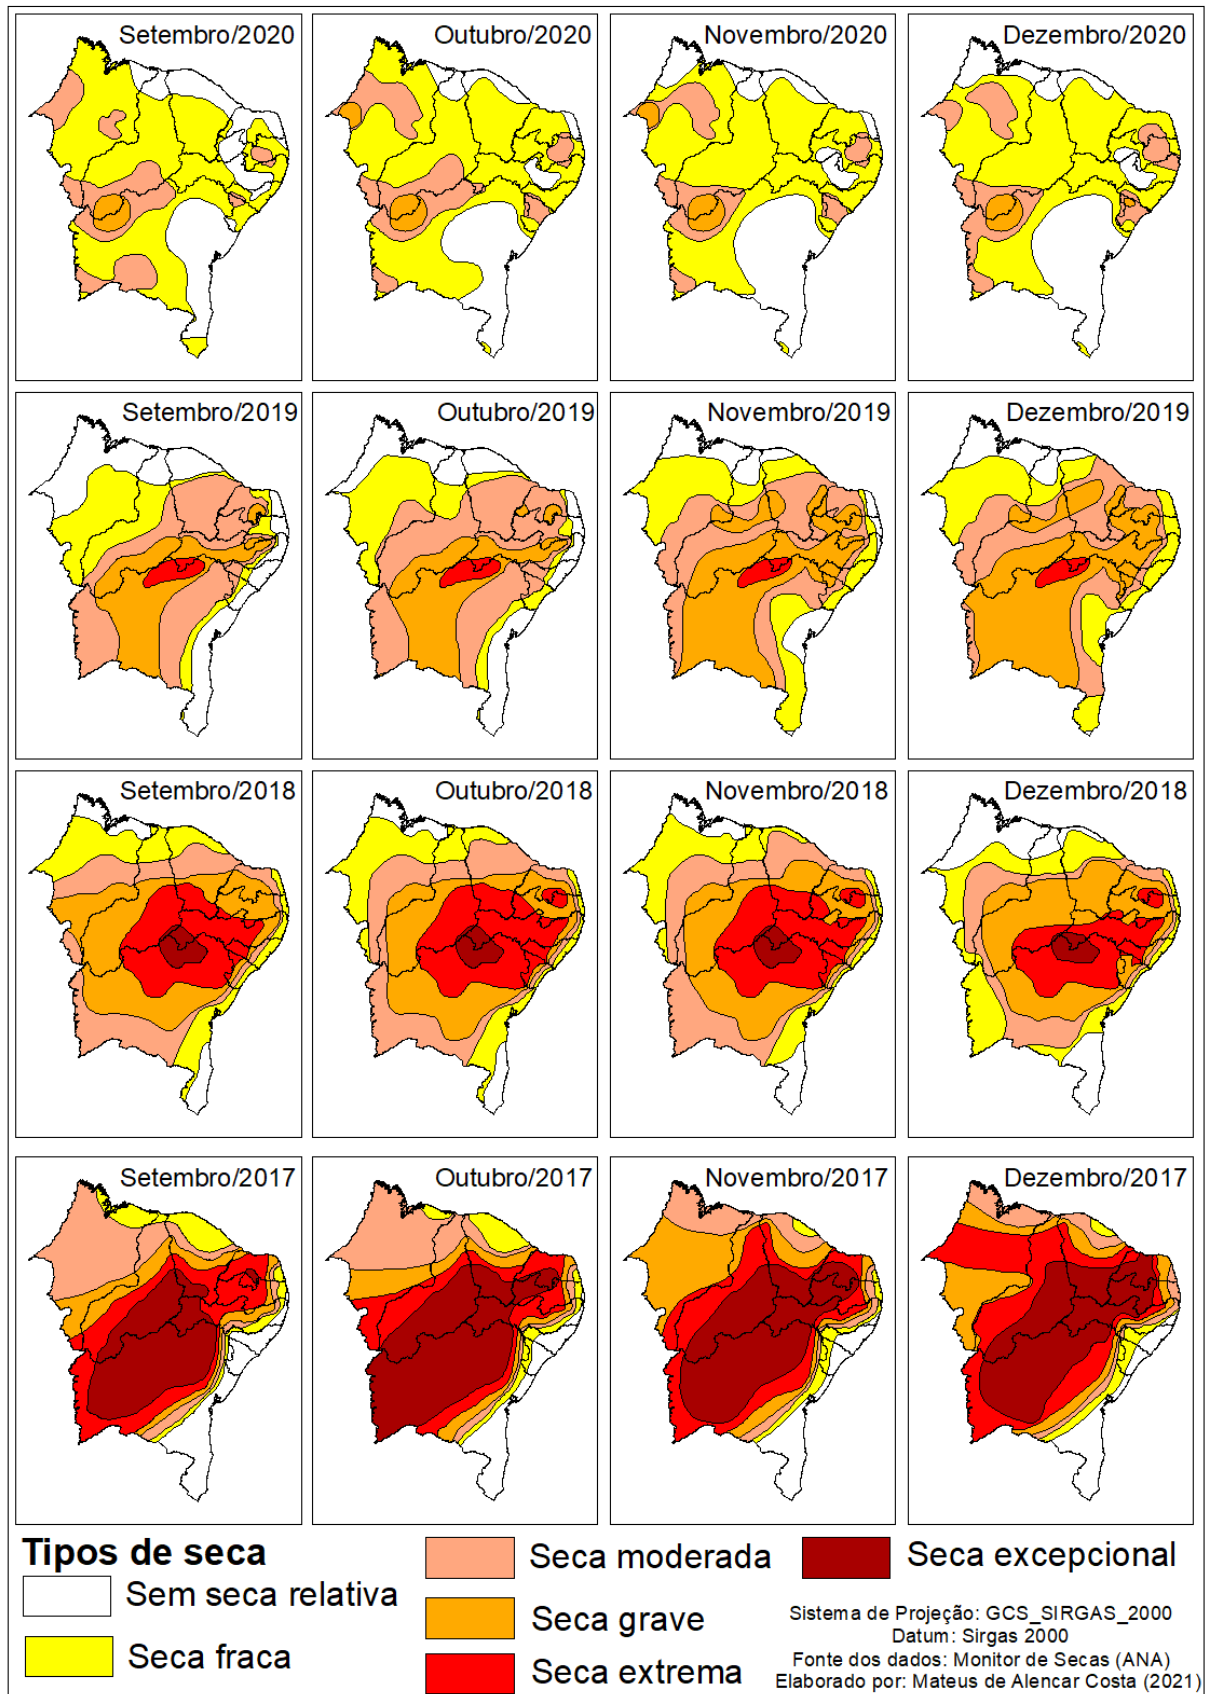 Setembro/2020
Outubro/2020
Novembro/2020
Dezembro/2020
Setembro/2019
Outubro/2019
Novembro/2019
Dezembro/2019
Setembro/2018
Outubro/2018
Novembro/2018
Dezembro/2018
Setembro/2017
Outubro/2017
Novembro/2017
Dezembro/2017
Tipos de seca
Sem seca relativa
Seca fraca
Seca moderada
Seca grave
Seca extrema
Seca excepcional
Sistema de Projeção: GCS_SIRGAS_2000
Datum: Sirgas 2000
Fonte dos dados: Monitor de Secas (ANA)
Elaborado por: Mateus de Alencar Costa (2021)